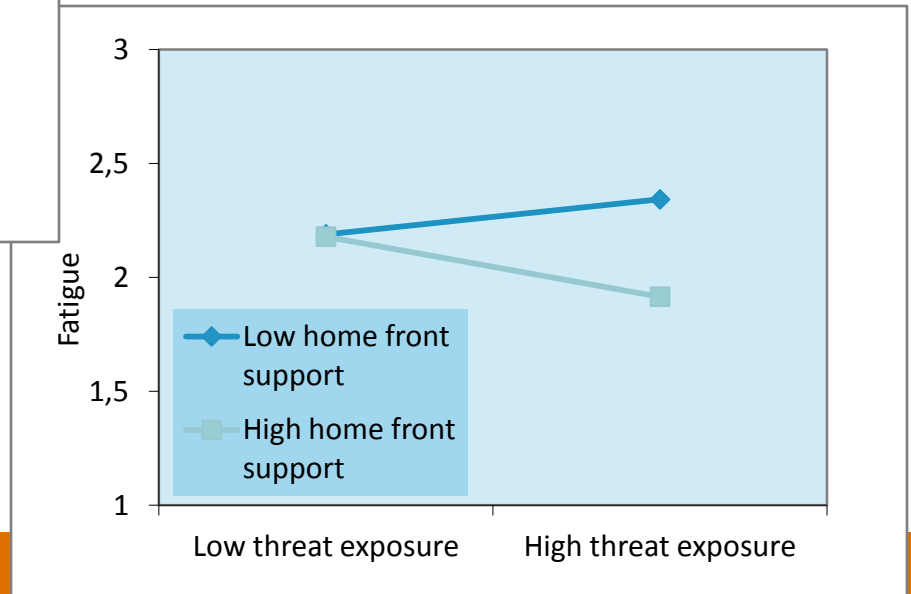 3
2,5
2
1,5
1
Fatigue
Low home front
support
High home front
support
Low threat exposure
High threat exposure